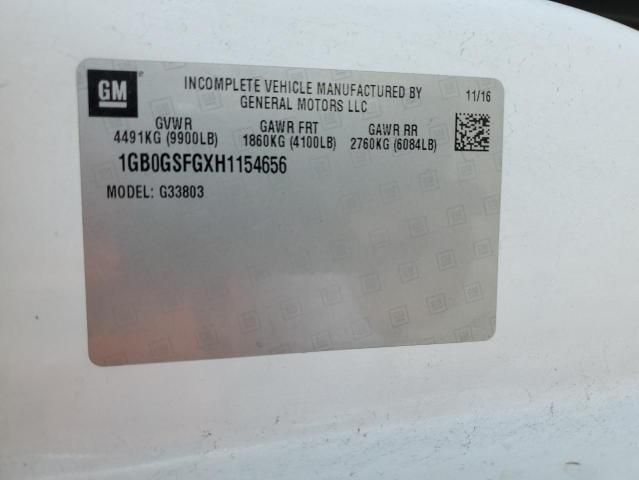 GM
INCOMPLETE VEHICLE MANUFACTURED BY
GENERAL MOTORS LLC
11/16
GVWR GAWR FRT GAWR RR
4491KG (9900LB) 1860KG (4100LB) 2760KG (6084LB)
1GB0GSFGXH1154656
MODEL: G33803